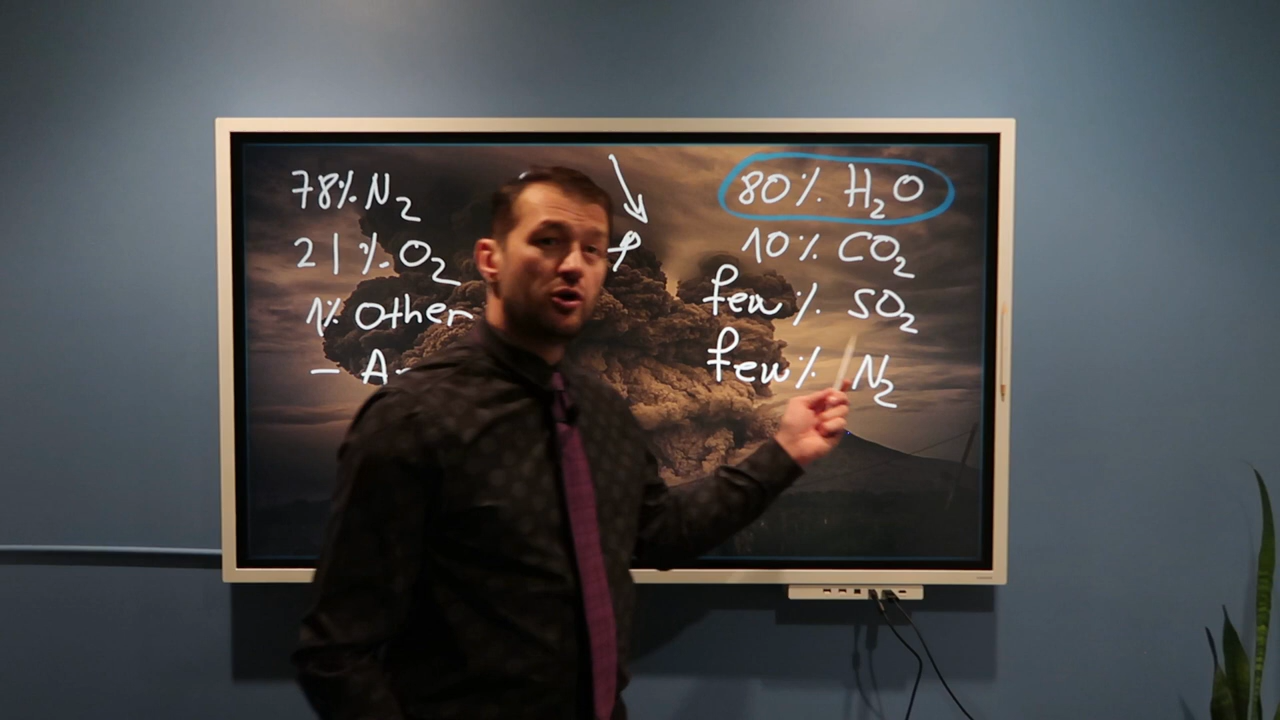 78% N₂
21% O₂
1% Other
- A
80% H₂O
10% CO₂
few % SO₂
few % N₂